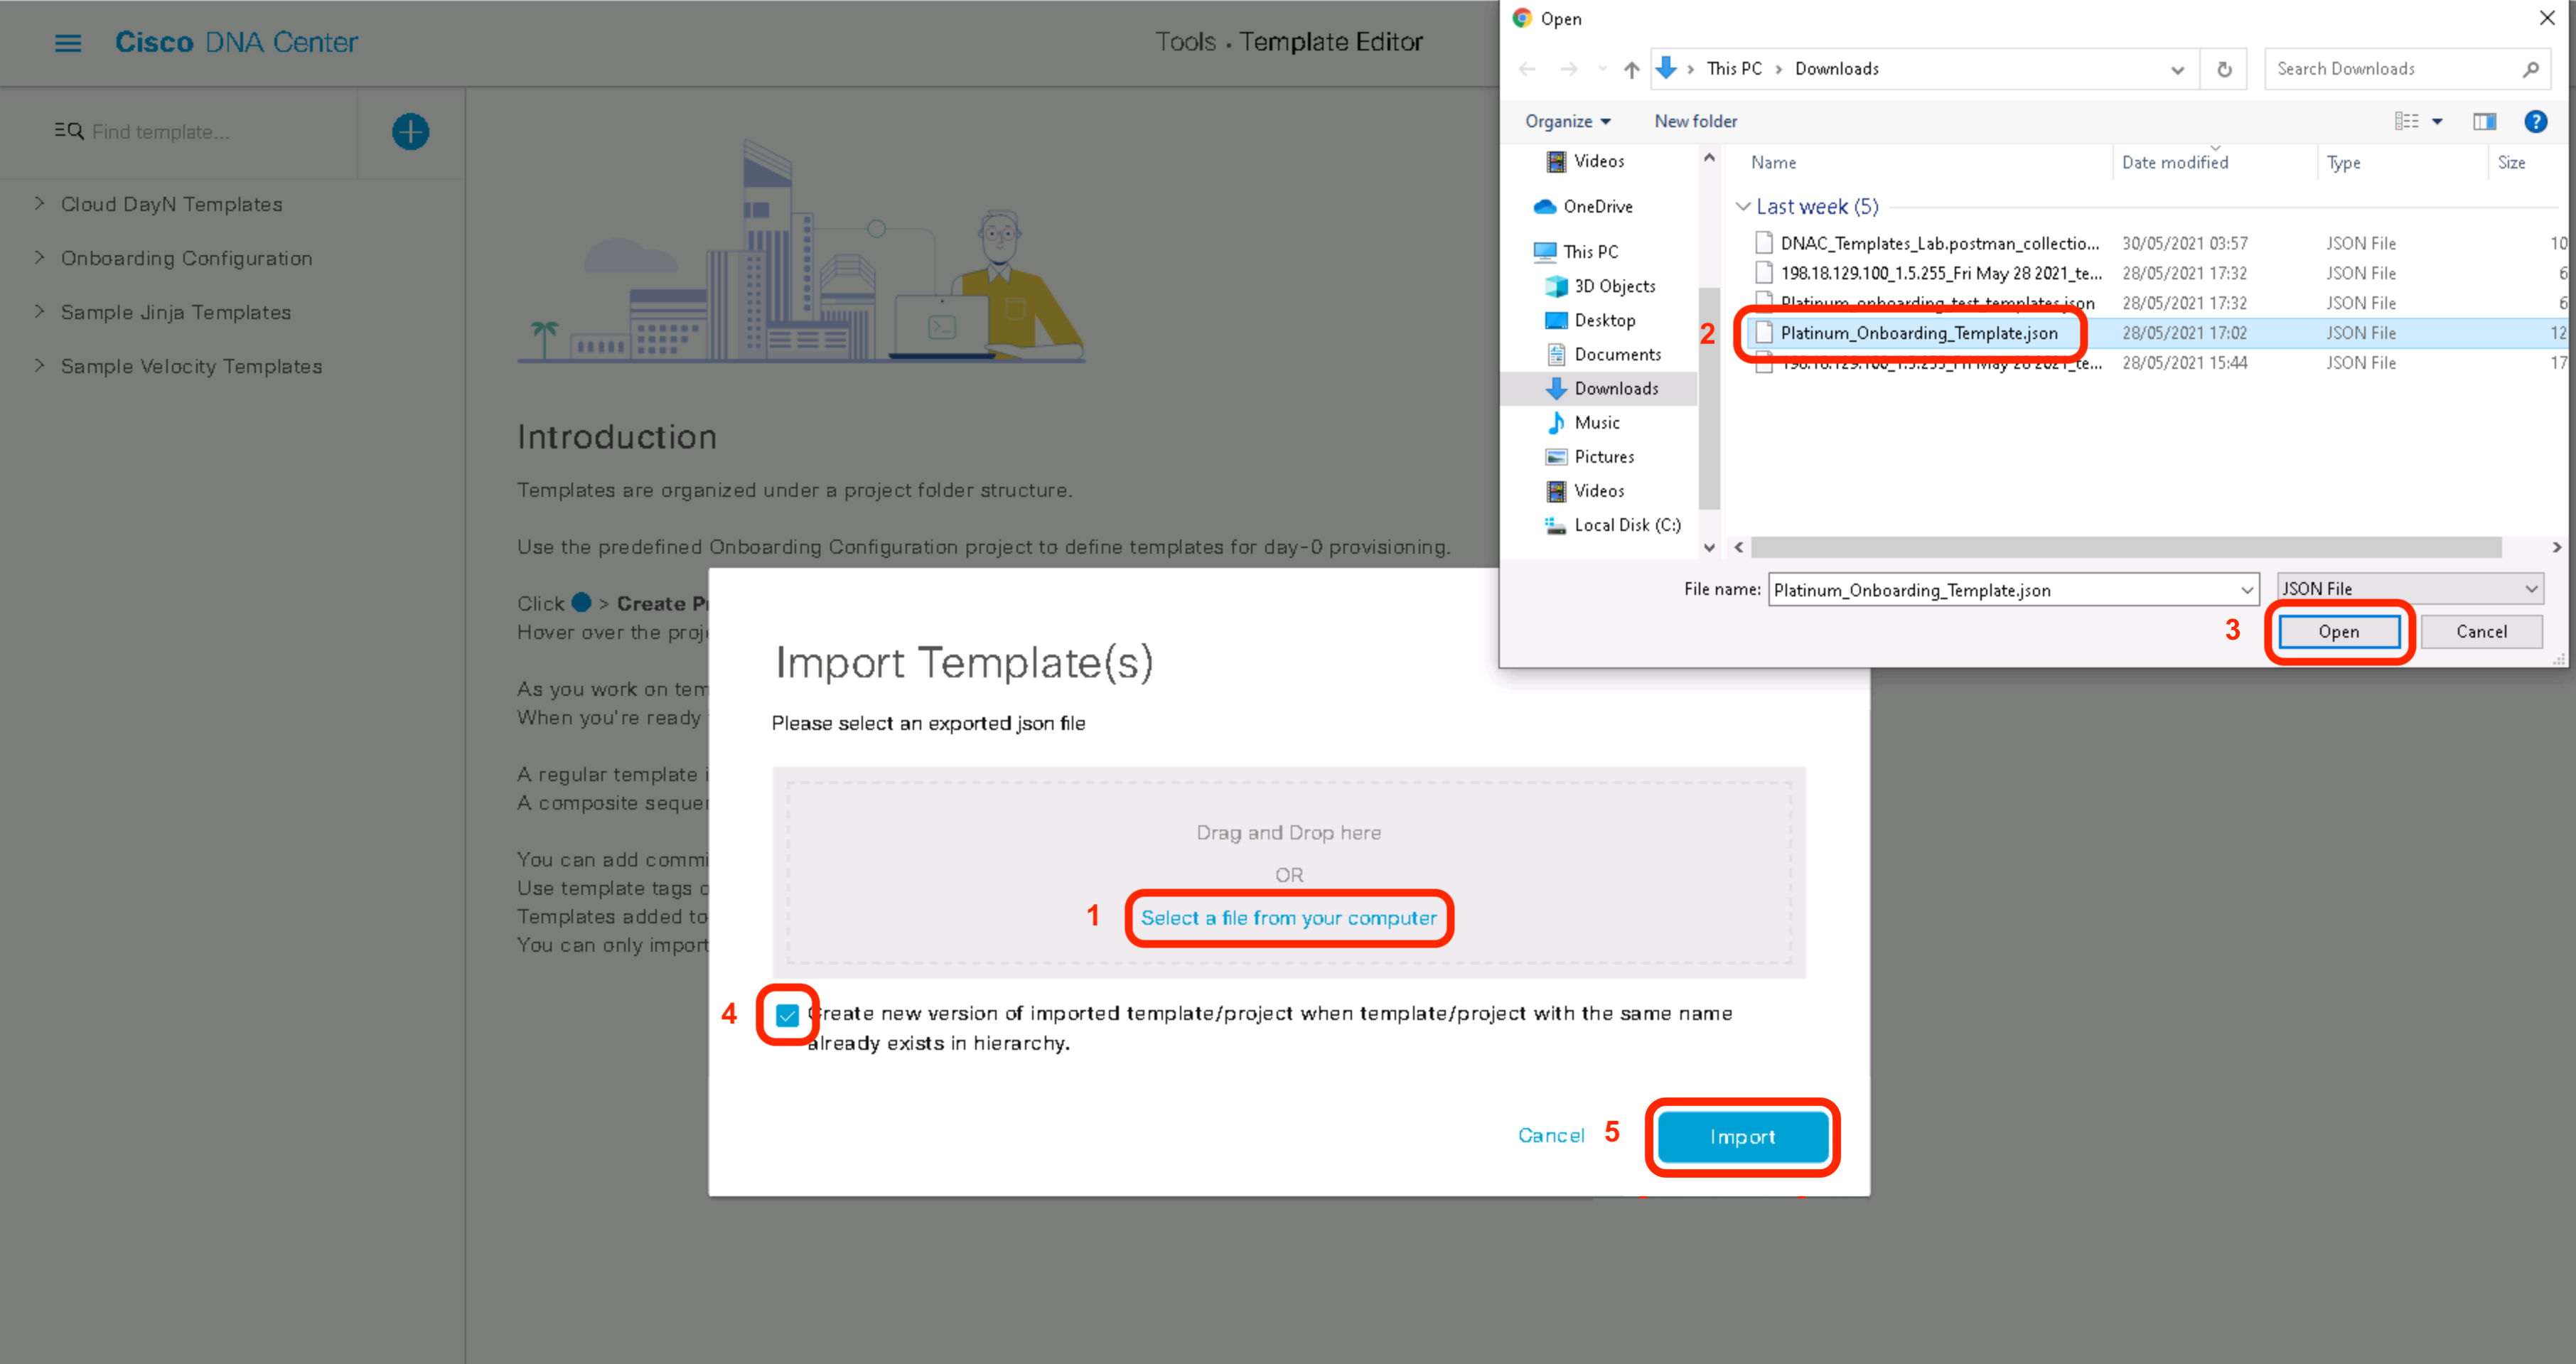 Cisco DNA Center
Tools • Template Editor
Find template...
Cloud DayN Templates
Onboarding Configuration
Sample Jinja Templates
Sample Velocity Templates
Introduction
Templates are organized under a project folder structure.
Use the predefined Onboarding Configuration project to define templates for day-0 provisioning.
Click > Create P
Hover over the proj
As you work on tem
When you're ready
A regular template
A composite seque
You can add comm
Use template tags
Templates added to
You can only import
Open
This PC > Downloads
Search Downloads
Organize
New folder
?
Videos
OneDrive
This PC
3D Objects
Desktop
Documents
Downloads
Music
Pictures
Videos
Local Disk (C:)
Name Date modified Type Size
Last week (5)
DNAC_Templates_Lab.postman_collectio... 30/05/2021 03:57 JSON File 10
198.18.129.100_1.5.255_Fri May 28 2021_te... 28/05/2021 17:32 JSON File 6
Platinum_onboarding_test_templates.json 28/05/2021 17:32 JSON File 6
2 Platinum_Onboarding_Template.json 28/05/2021 17:02 JSON File 12
198.18.129.100_1.5.255_Fri May 28 2021_te... 28/05/2021 15:44 JSON File 17
File name: Platinum_Onboarding_Template.json JSON File
3 Open Cancel
Import Template(s)
Please select an exported json file
Drag and Drop here
OR
1 Select a file from your computer
4 Create new version of imported template/project when template/project with the same name
already exists in hierarchy.
Cancel 5 Import